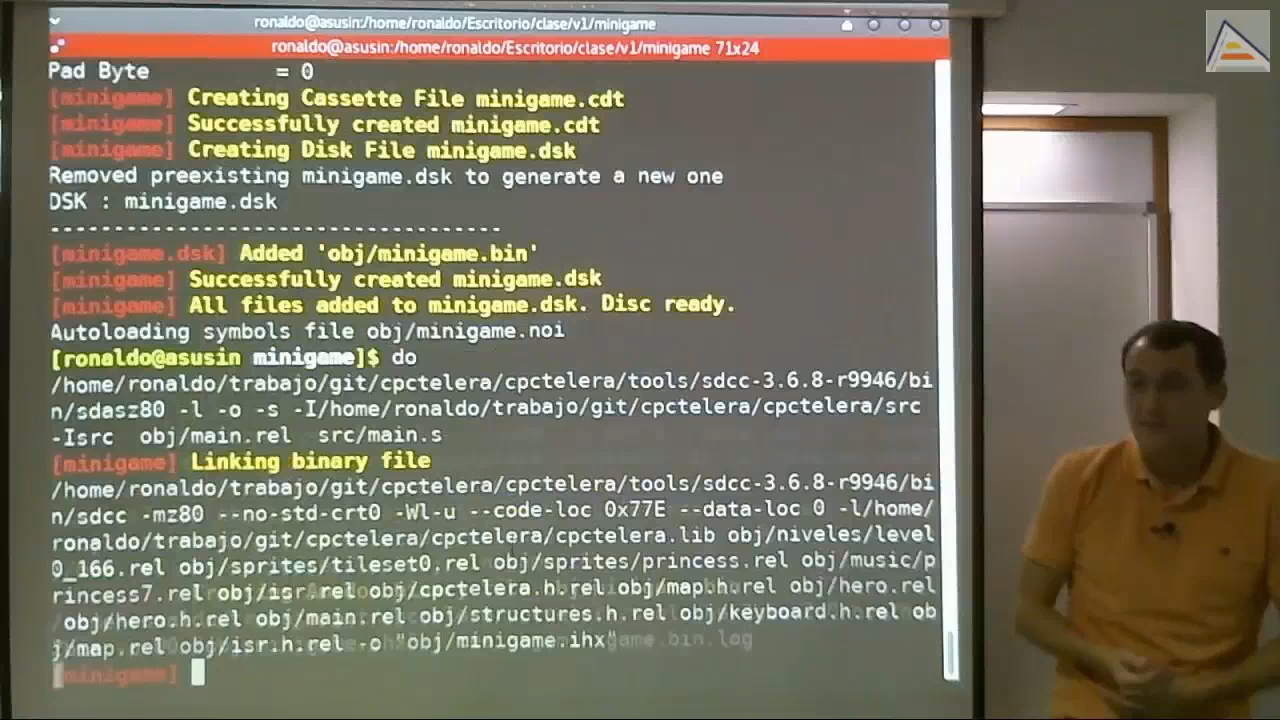 ronaldo@asusin:/home/ronaldo/Escritorio/clase/v1/minigame
ronaldo@asusin:/home/ronaldo/Escritorio/clase/v1/minigame 71x24
Pad Byte = 0
[minigame] Creating Cassette File minigame.cdt
[minigame] Successfully created minigame.cdt
[minigame] Creating Disk File minigame.dsk
Removed preexisting minigame.dsk to generate a new one
DSK : minigame.dsk
------------------------------------
[minigame.dsk] Added 'obj/minigame.bin'
[minigame] Successfully created minigame.dsk
[minigame] All files added to minigame.dsk. Disc ready.
Autoloading symbols file obj/minigame.noi
[ronaldo@asusin minigame]$ do
/home/ronaldo/trabajo/git/cpctelera/cpctelera/tools/sdcc-3.6.8-r9946/bi
n/sdasz80 -l -o -s -I/home/ronaldo/trabajo/git/cpctelera/cpctelera/src
-Isrc obj/main.rel src/main.s
[minigame] Linking binary file
/home/ronaldo/trabajo/git/cpctelera/cpctelera/tools/sdcc-3.6.8-r9946/bi
n/sdcc -mz80 --no-std-crt0 -Wl-u --code-loc 0x77E --data-loc 0 -l/home/
ronaldo/trabajo/git/cpctelera/cpctelera/cpctelera.lib obj/niveles/level
0_166.rel obj/sprites/tileset0.rel obj/sprites/princess.rel obj/music/p
rincess7.rel obj/isr.rel obj/cpctelera.h.rel obj/map.h.rel obj/hero.rel
obj/hero.h.rel obj/main.rel obj/structures.h.rel obj/keyboard.h.rel ob
j/map.rel obj/isr.h.rel -o "obj/minigame.ihx"
[minigame]